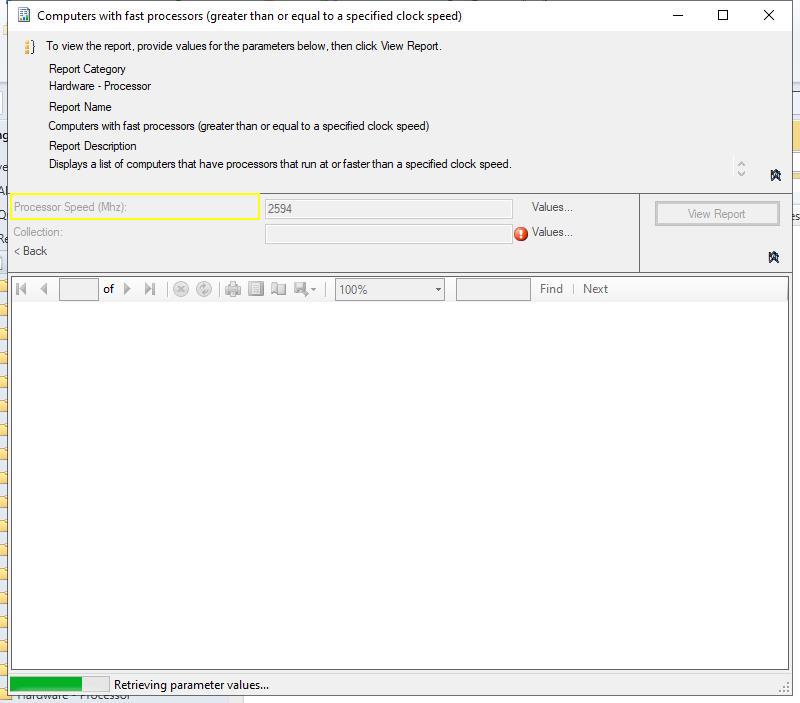 Computers with fast processors (greater than or equal to a specified clock speed)
To view the report, provide values for the parameters below, then click View Report.
Report Category
Hardware - Processor
Report Name
Computers with fast processors (greater than or equal to a specified clock speed)
Report Description
Displays a list of computers that have processors that run at or faster than a specified clock speed.
Processor Speed (Mhz): 2594 Values... View Report
Collection: Values...
< Back
of 100% Find Next
Retrieving parameter values...
Hardware - Processor